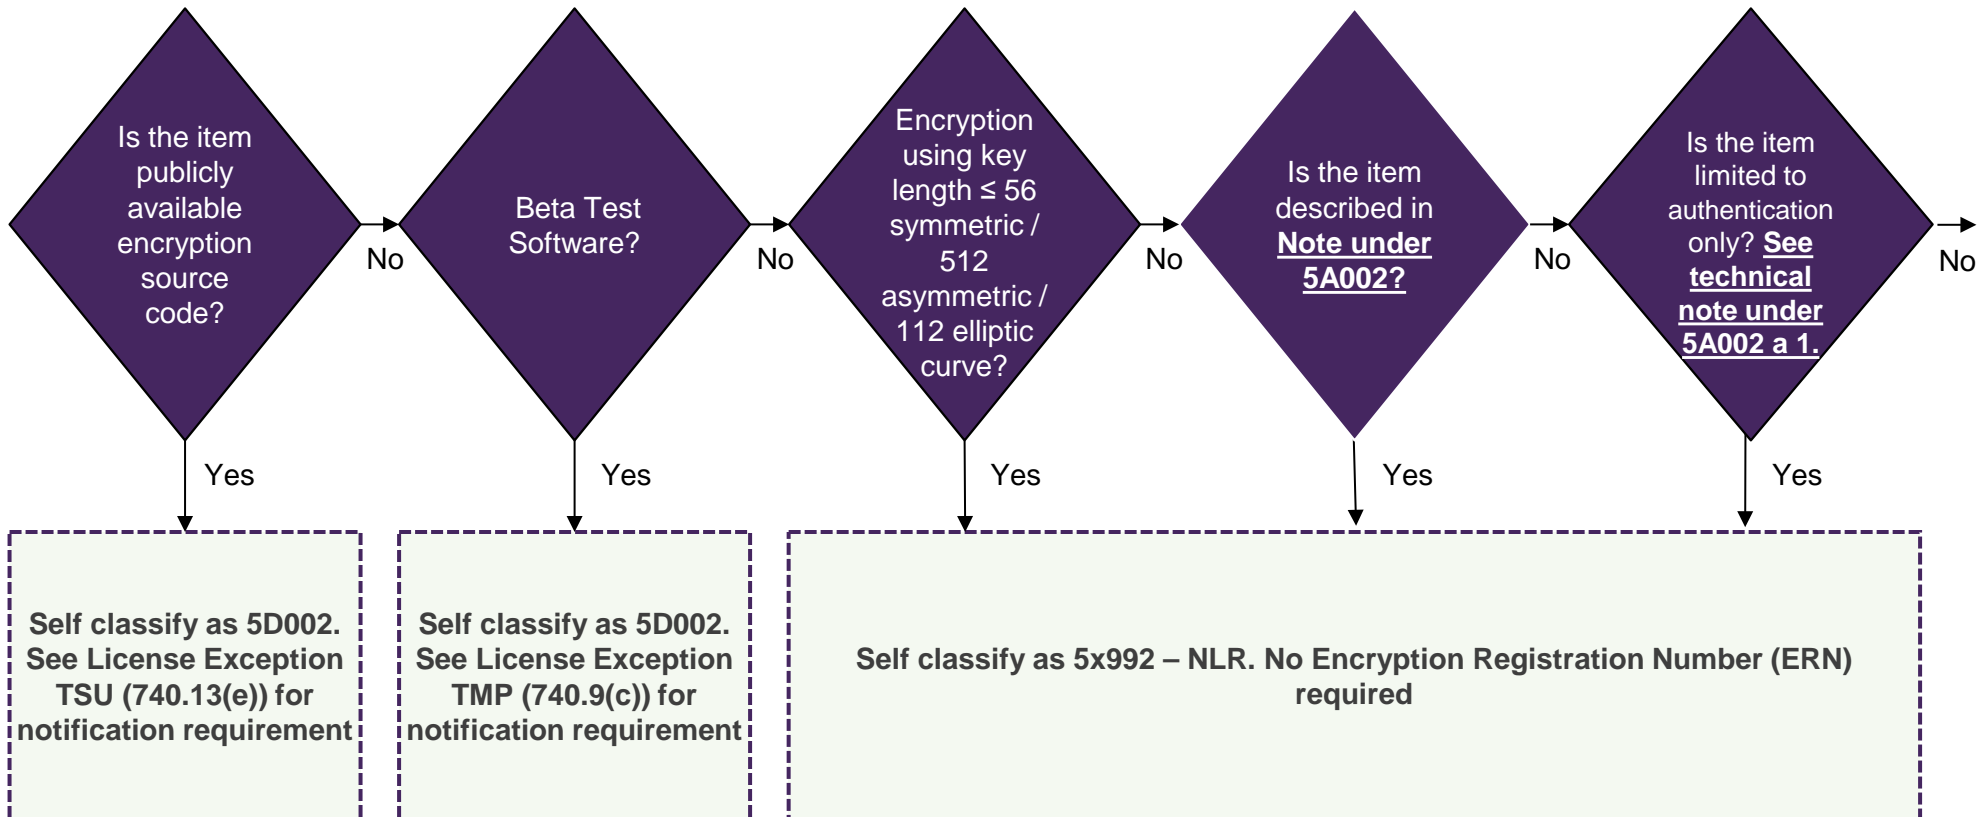 Is the item
publicly
available
encryption
source
code?
Beta Test
Software?
Encryption
using key
length ≤ 56
symmetric /
512
asymmetric /
112 elliptic
curve?
Is the item
described in
Note under
5A002?
Is the item
limited to
authentication
only? See
technical
note under
5A002 a 1.
No
No
No
No
No
Yes
Yes
Yes
Yes
Yes
Self classify as 5D002.
See License Exception
TSU (740.13(e)) for
notification requirement
Self classify as 5D002.
See License Exception
TMP (740.9(c)) for
notification requirement
Self classify as 5x992 – NLR. No Encryption Registration Number (ERN)
required